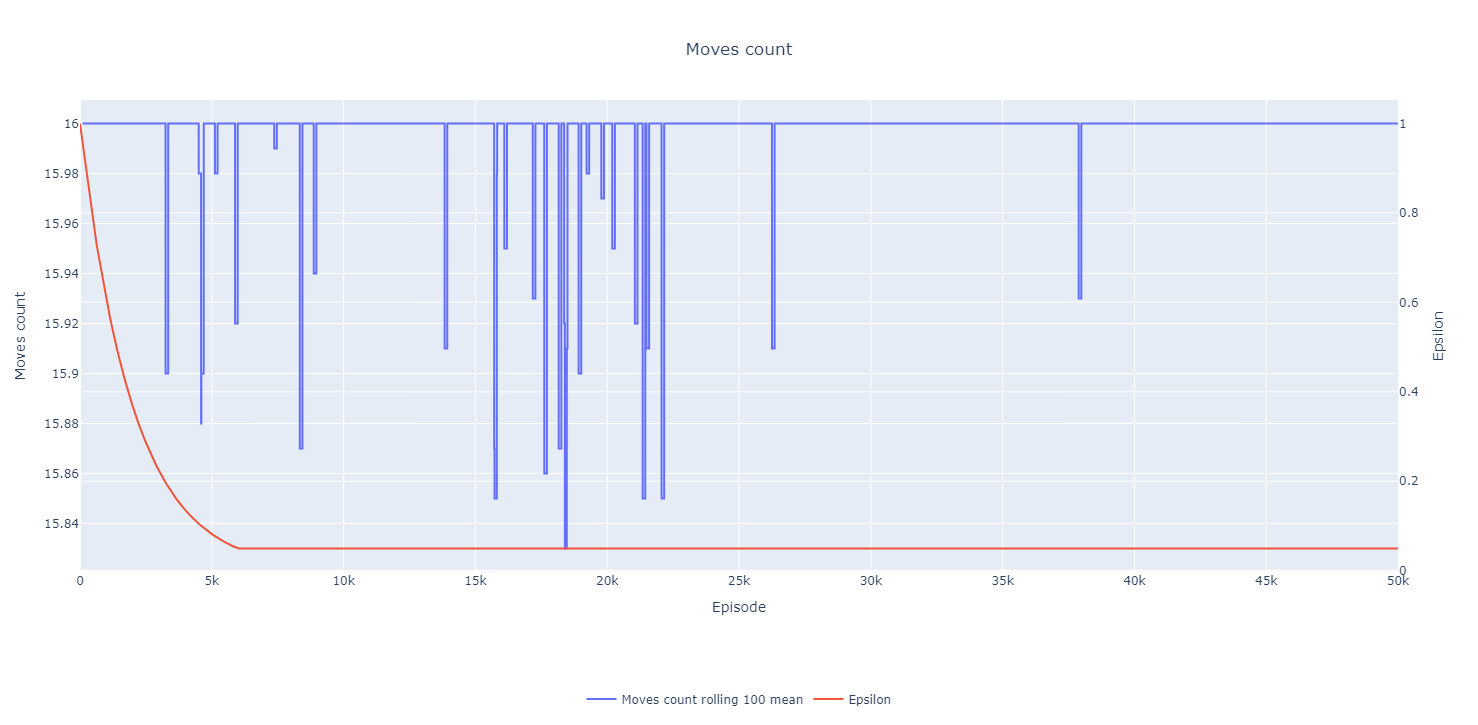 Moves count
16
15.98
15.96
15.94
15.92
15.9
15.88
15.86
15.84
Moves count
1
0.8
0.6
0.4
0.2
0
Epsilon
0 5k 10k 15k 20k 25k 30k 35k 40k 45k 50k
Episode
Moves count rolling 100 mean Epsilon